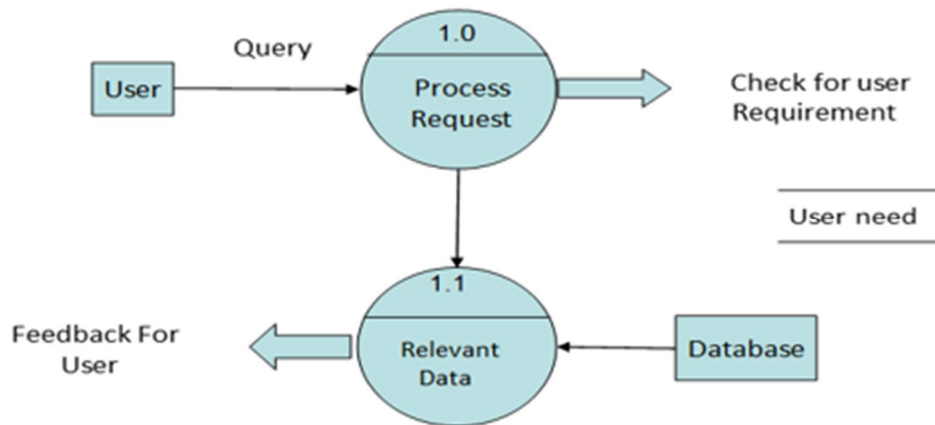 Query
1.0
User
Process
Request
Check for user
Requirement
User need
1.1
Feedback For
User
Relevant
Data
Database